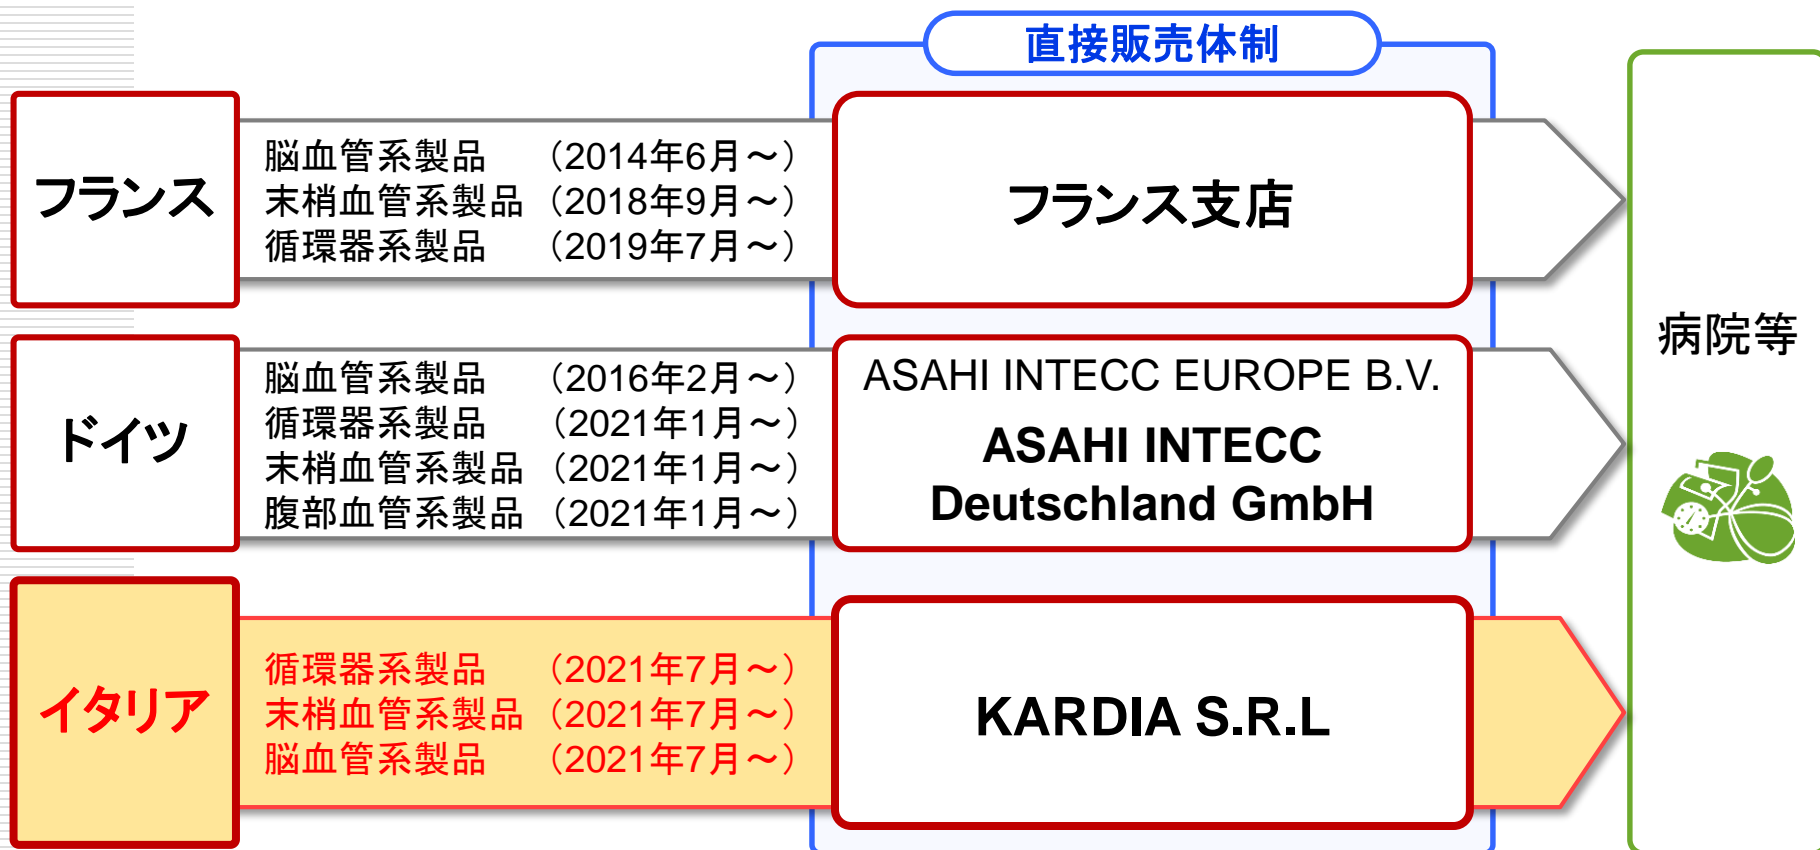 直接販売体制
フランス
脳血管系製品 （2014年6月～）
末梢血管系製品 （2018年9月～）
循環器系製品 （2019年7月～）
フランス支店
ドイツ
脳血管系製品 （2016年2月～）
循環器系製品 （2021年1月～）
末梢血管系製品 （2021年1月～）
腹部血管系製品 （2021年1月～）
ASAHI INTECC EUROPE B.V.
ASAHI INTECC
Deutschland GmbH
イタリア
循環器系製品 （2021年7月～）
末梢血管系製品 （2021年7月～）
脳血管系製品 （2021年7月～）
KARDIA S.R.L
病院等